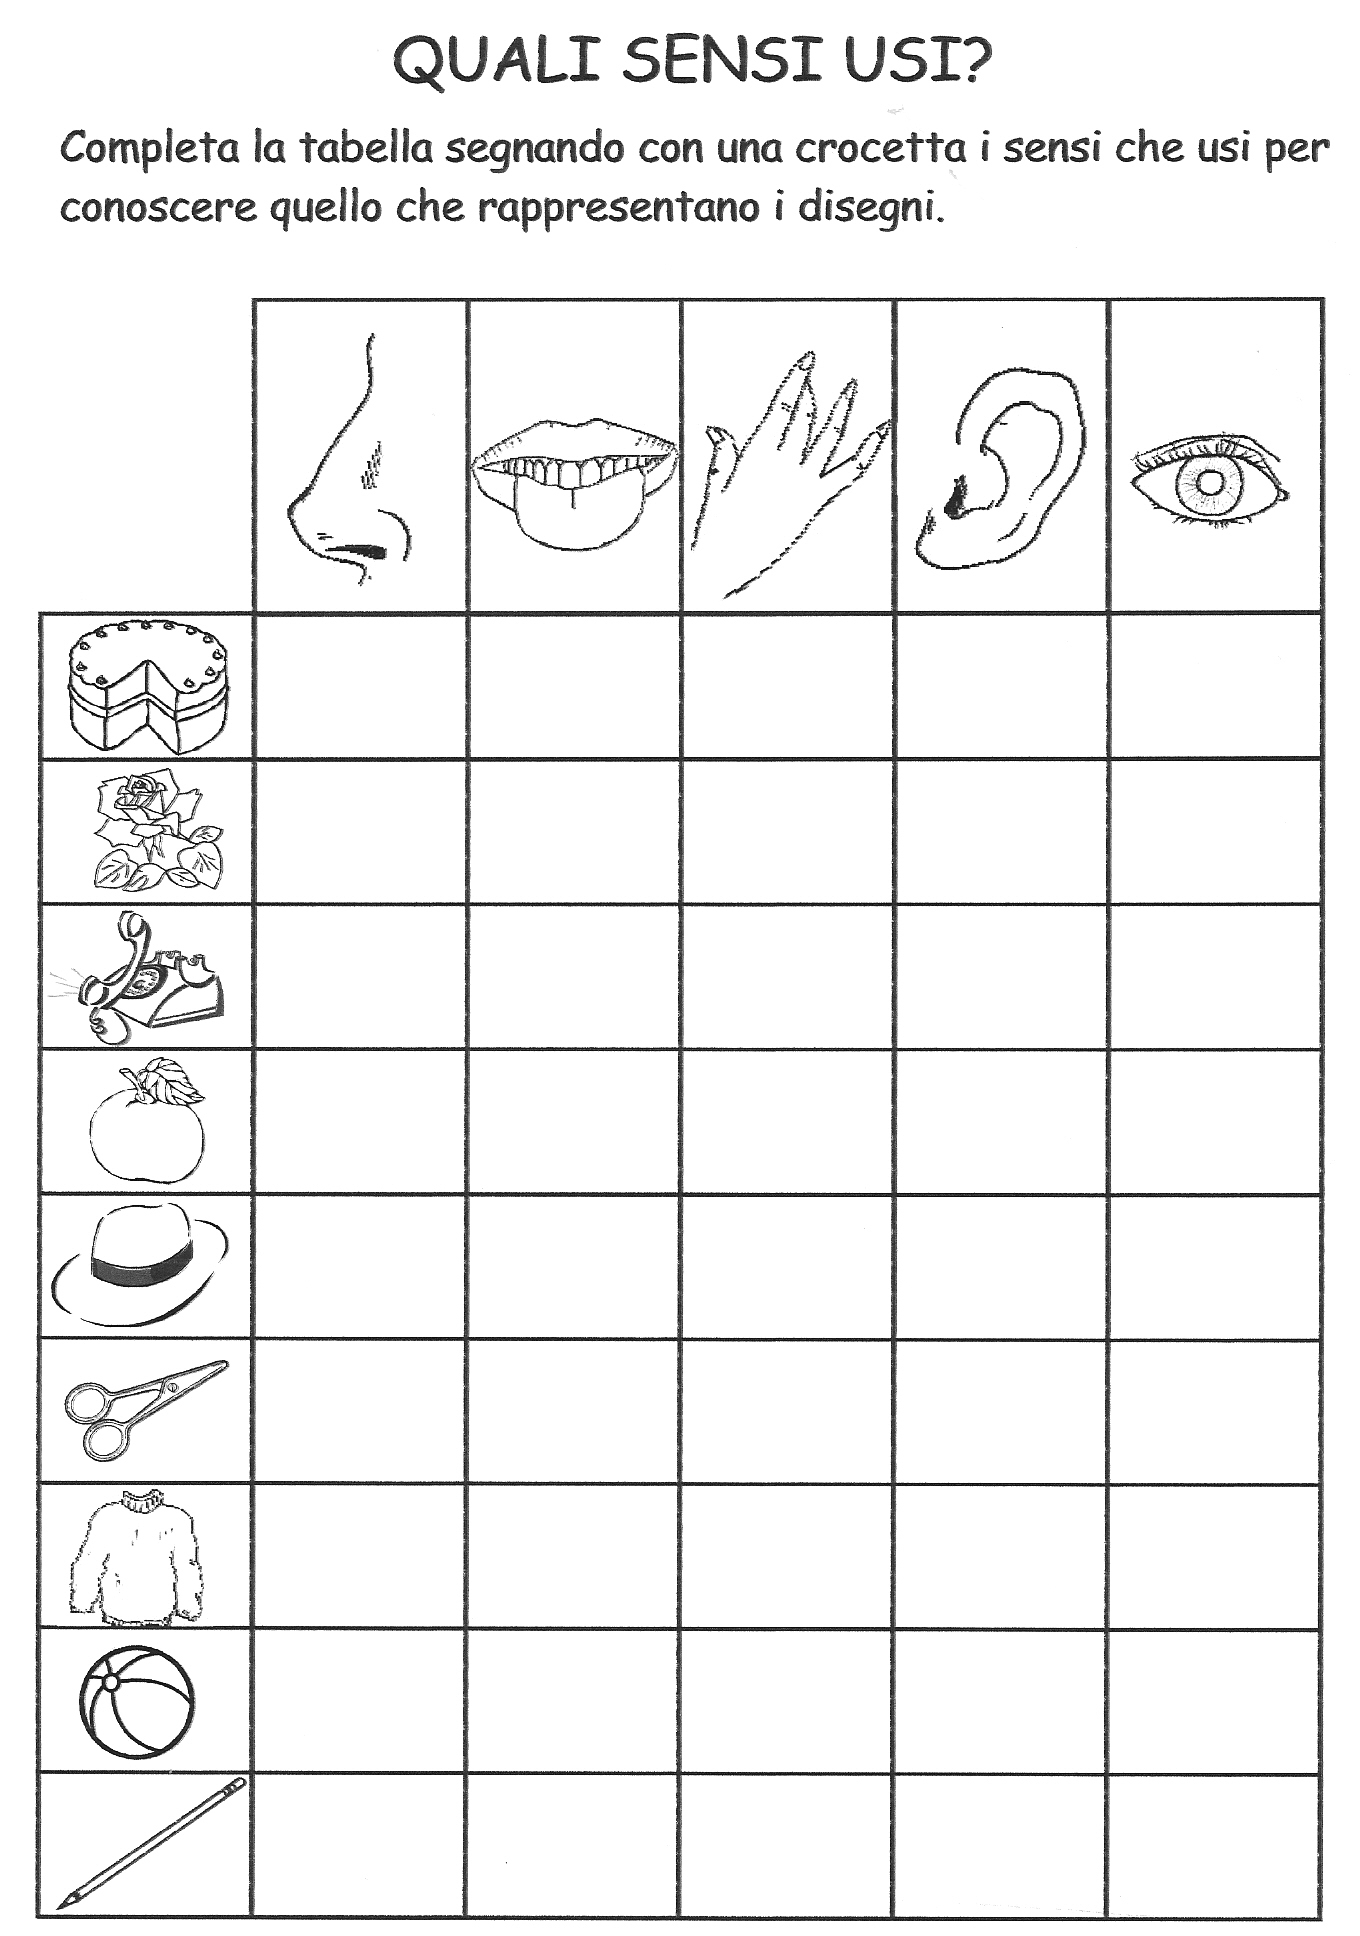 QUALI SENSI USI?
Completa la tabella segnando con una crocetta i sensi che usi per
conoscere quello che rappresentano i disegni.